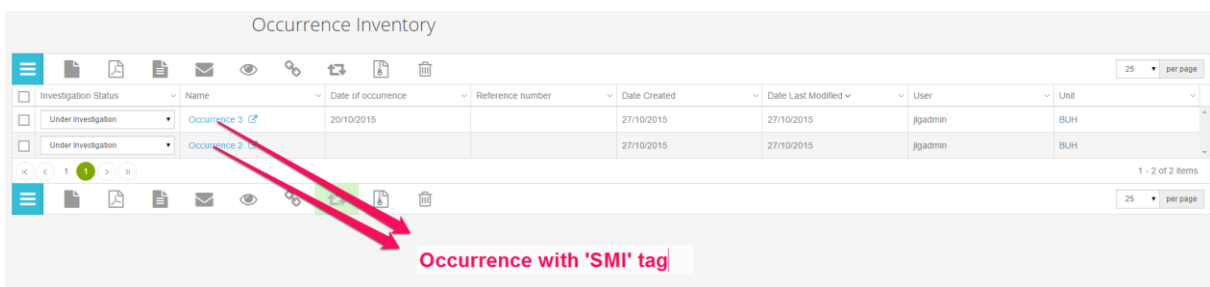 Occurrence Inventory
25 per page
Investigation Status Name Date of occurrence Reference number Date Created Date Last Modified User Unit
Under Investigation Occurrence 3 20/10/2015 27/10/2015 27/10/2015 jlgadmin BUH
Under Investigation Occurrence 2 27/10/2015 27/10/2015 jlgadmin BUH
1 1 1 - 2 of 2 items
25 per page
Occurrence with 'SMI' tag